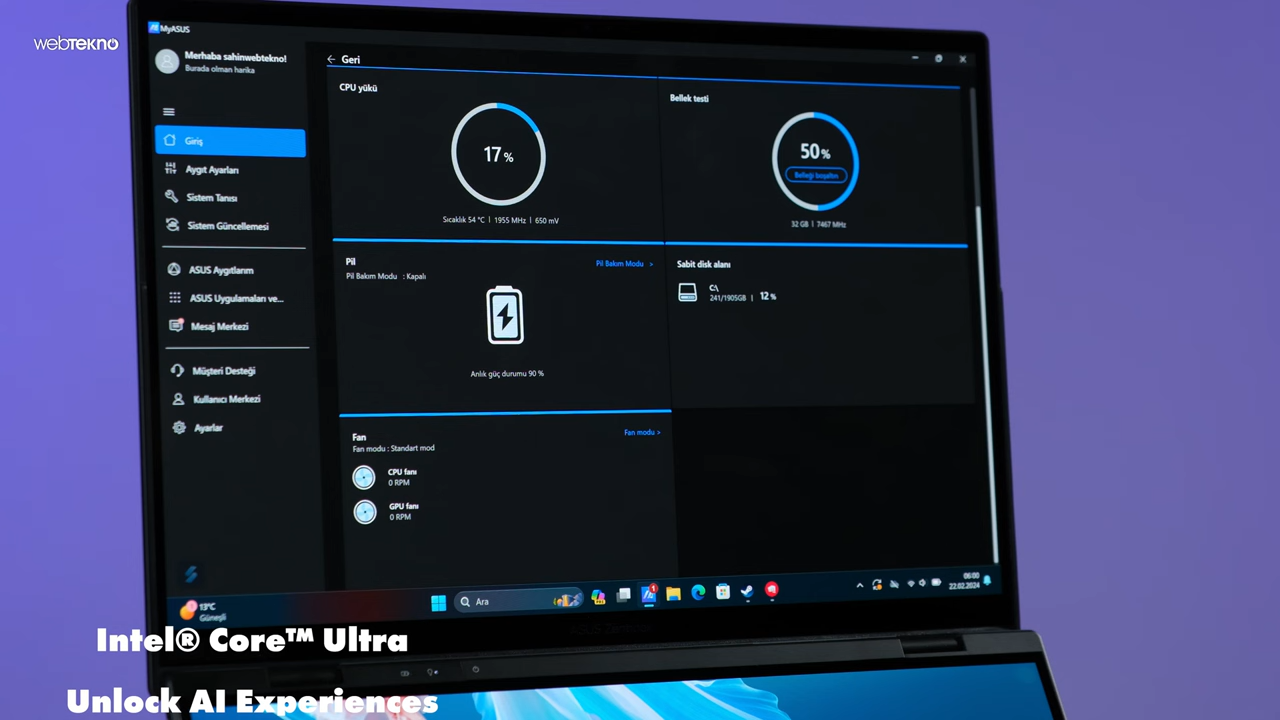 webtekno
MyASUS
Merhaba sahinwebtekno!
Burada olman harika
Geri
Giriş
Aygıt Ayarları
Sistem Tanısı
Sistem Güncellemesi
ASUS Aygıtlarım
ASUS Uygulamaları ve...
Mesaj Merkezi
Müşteri Desteği
Kullanıcı Merkezi
Ayarlar
CPU yükü
17 %
Sıcaklık 54 °C | 1955 MHz | 650 mV
Bellek testi
50 %
Belleği boşaltın
32 GB | 7467 MHz
Pil
Pil Bakım Modu >
Pil Bakım Modu : Kapalı
Anlık güç durumu 90 %
Sabit disk alanı
C:\
241/1905GB | 12 %
Fan
Fan modu >
Fan modu : Standart mod
CPU fanı
0 RPM
GPU fanı
0 RPM
13°C
Güneşli
Ara
1
06:00
22.02.2024
ASUS Zenbook
Intel® Core™ Ultra
Unlock AI Experiences